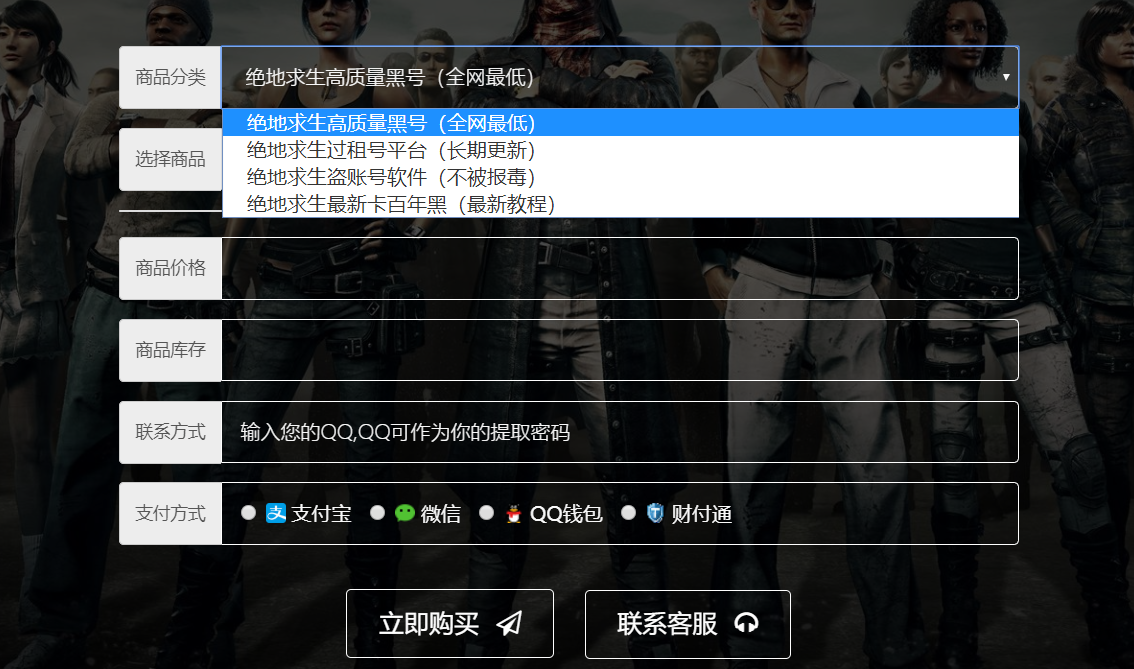 商品分类 绝地求生高质量黑号（全网最低）
绝地求生高质量黑号（全网最低）
选择商品 绝地求生过租号平台（长期更新）
绝地求生盗账号软件（不被报毒）
绝地求生最新卡百年黑（最新教程）
商品价格
商品库存
联系方式 输入您的QQ,QQ可作为你的提取密码
支付方式 支付宝 微信 QQ钱包 财付通
立即购买 联系客服